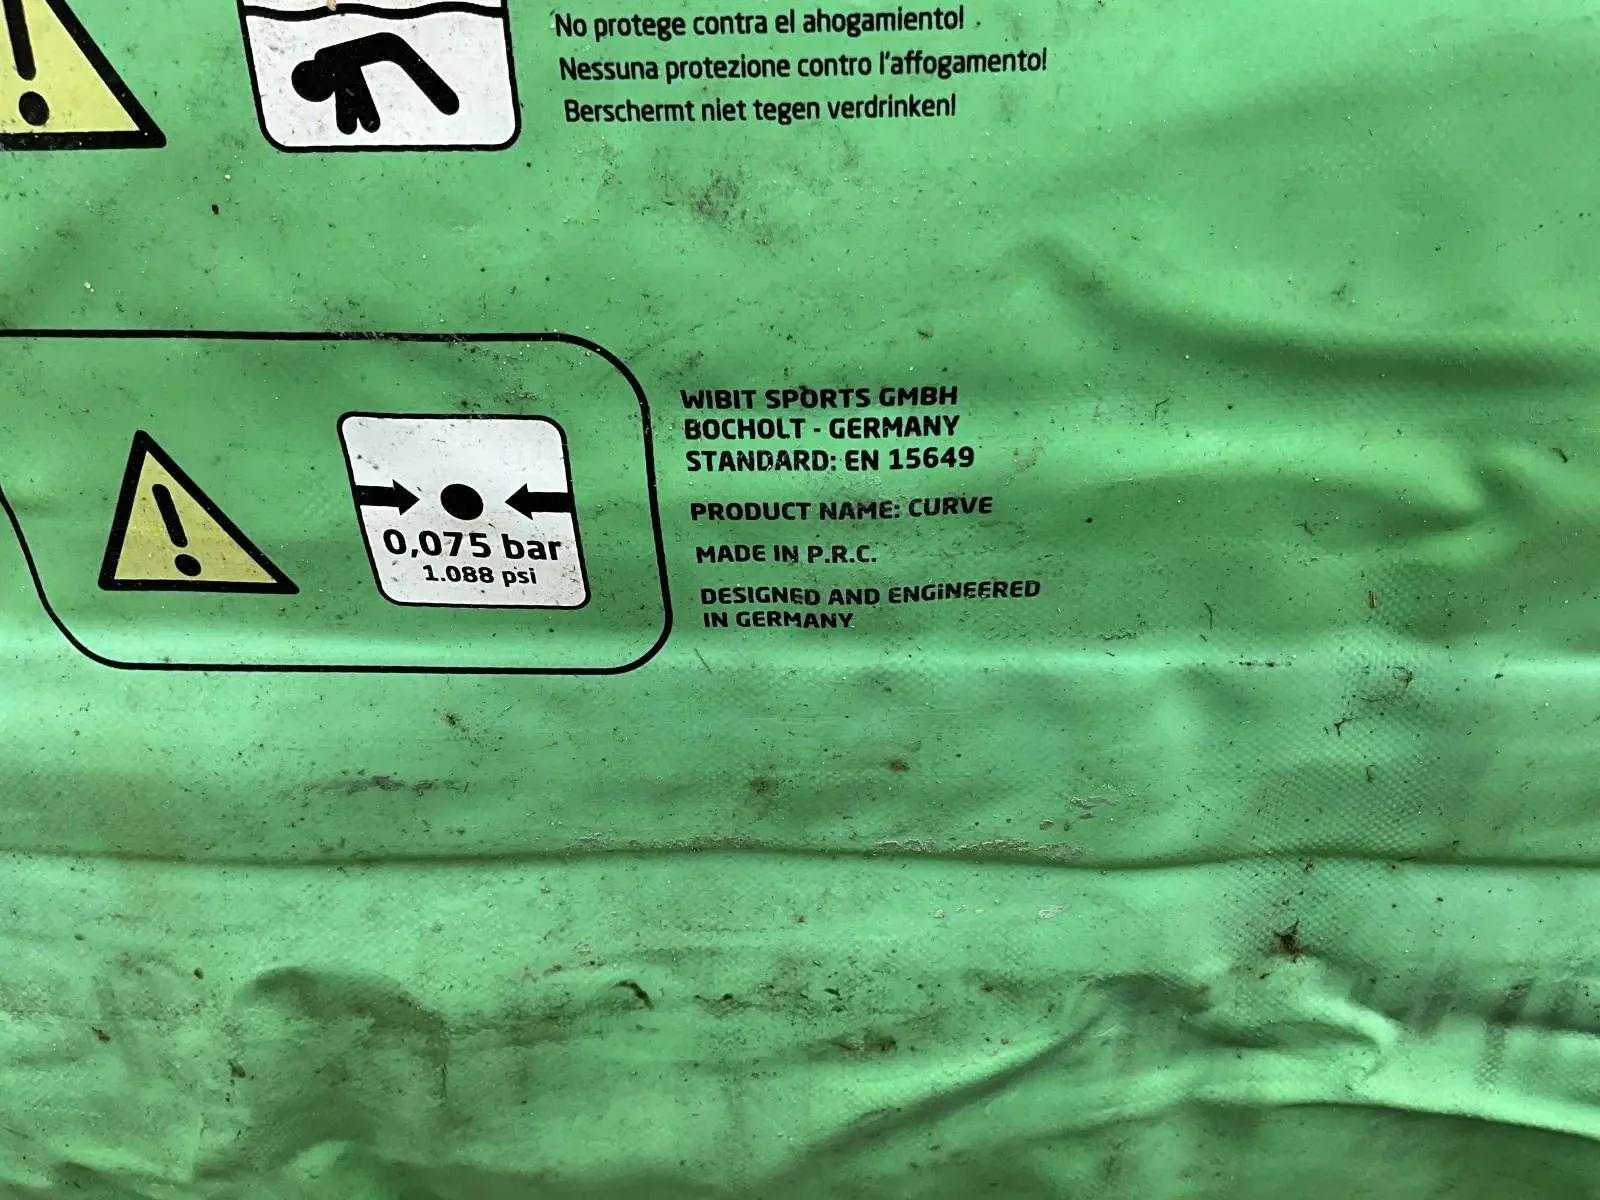 No protege contra el ahogamiento!
Nessuna protezione contro l'affogamento!
Berschermt niet tegen verdrinken!
0,075 bar
1.088 psi
WIBIT SPORTS GMBH
BOCHOLT - GERMANY
STANDARD: EN 15649
PRODUCT NAME: CURVE
MADE IN P.R.C.
DESIGNED AND ENGINEERED
IN GERMANY